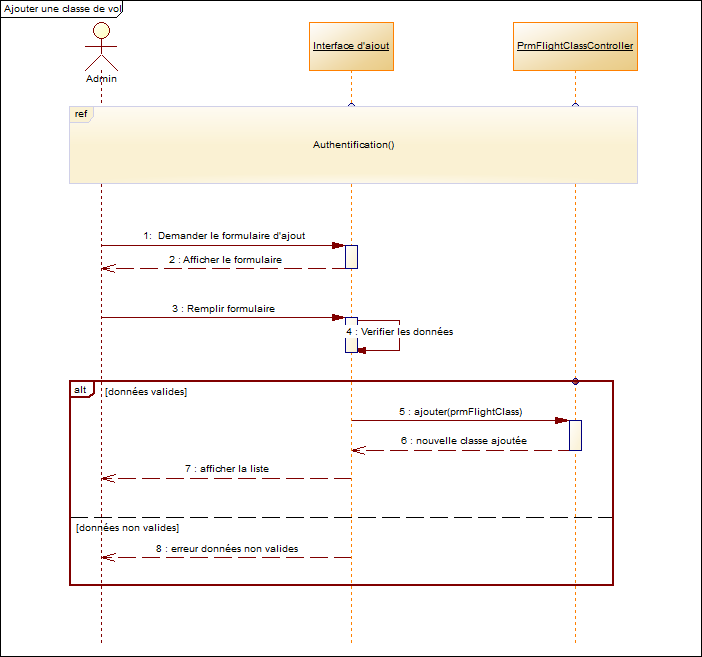 Ajouter une classe de vol
Admin
Interface d'ajout
PrmFlightClassController
ref
Authentification()
1: Demander le formulaire d'ajout
2 : Afficher le formulaire
3 : Remplir formulaire
4 : Verifier les données
alt
[données valides]
5 : ajouter(prmFlightClass)
6 : nouvelle classe ajoutée
7 : afficher la liste
[données non valides]
8 : erreur données non valides